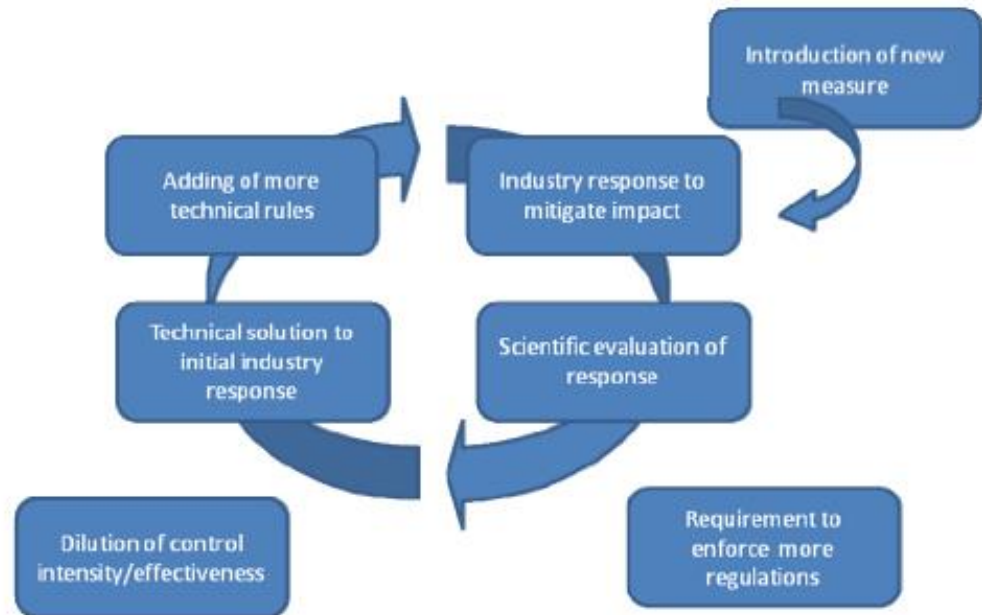 Introduction of new
measure
Adding of more
technical rules
Industry response to
mitigate impact
Technical solution to
initial industry
response
Scientific evaluation of
response
Dilution of control
intensity/effectiveness
Requirement to
enforce more
regulations